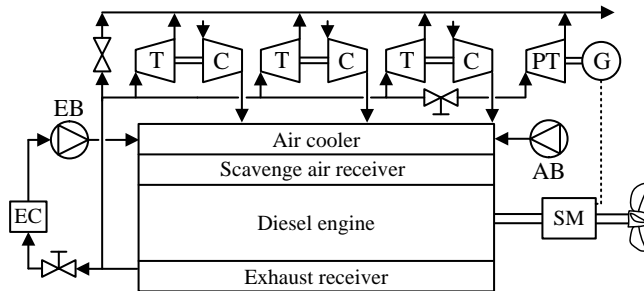 T
C
T
C
T
C
PT
G
EB
Air cooler
AB
Scavenge air receiver
EC
Diesel engine
SM
Exhaust receiver